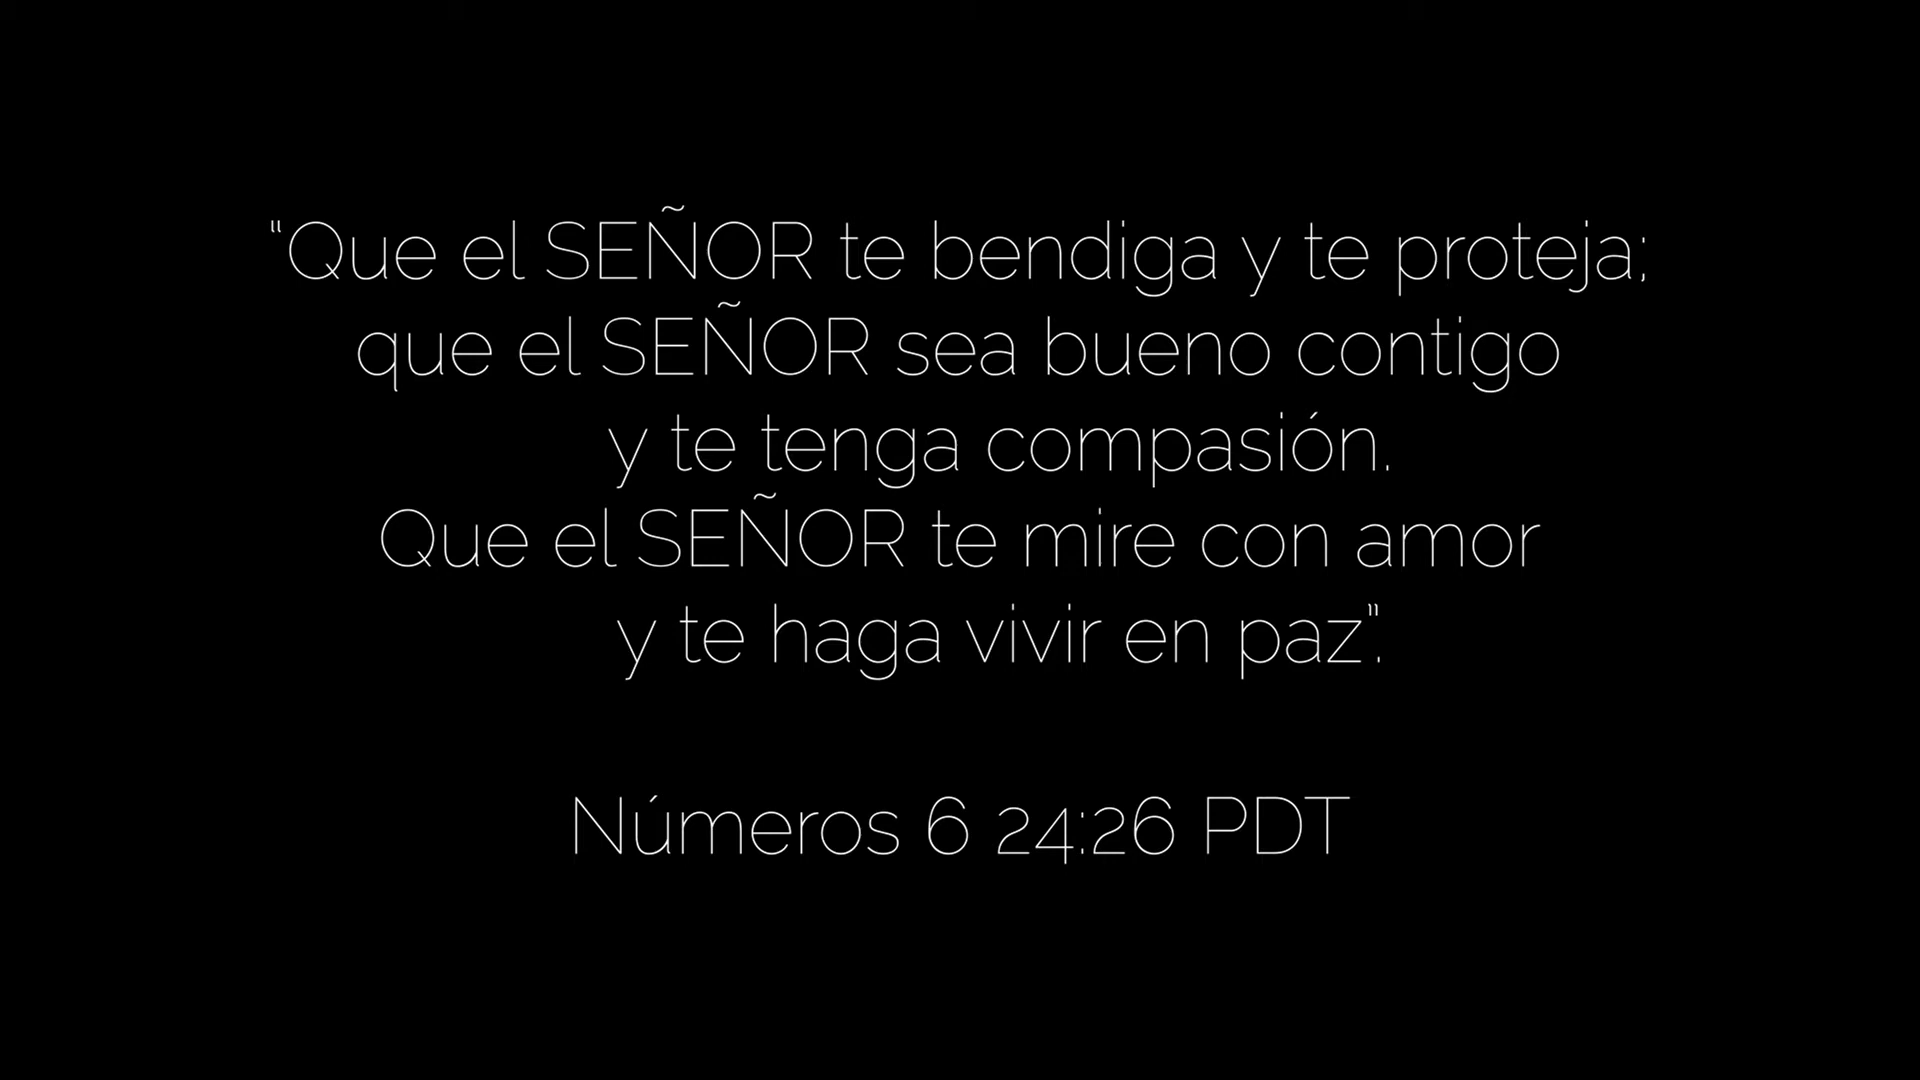 “Que el SEÑOR te bendiga y te proteja;
que el SEÑOR sea bueno contigo
y te tenga compasión.
Que el SEÑOR te mire con amor
y te haga vivir en paz”.
Números 6 24:26 PDT